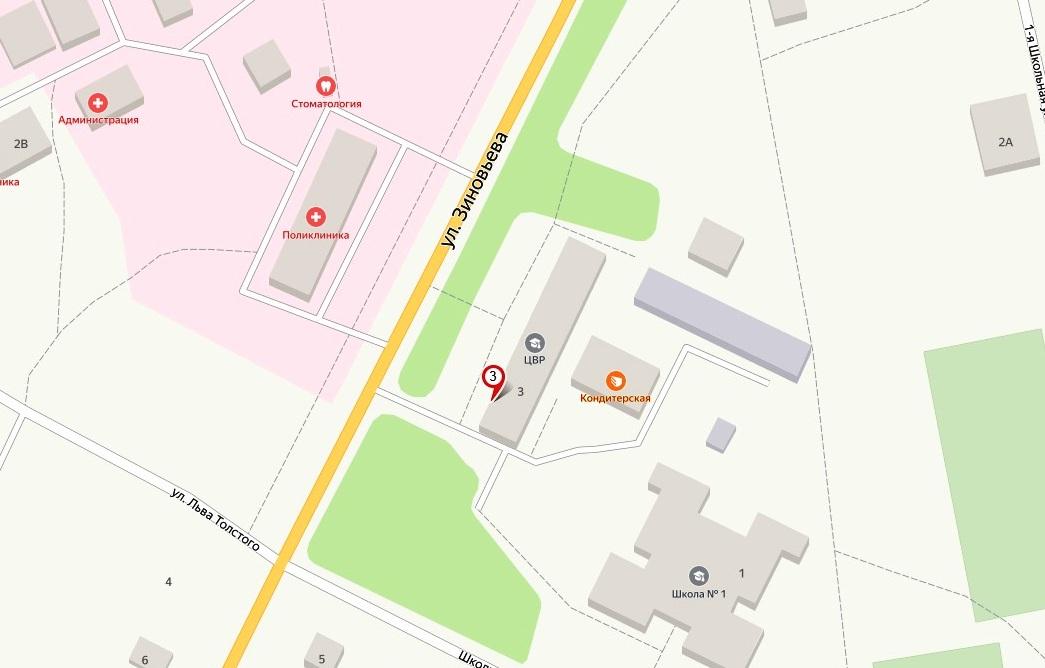 1-я Школьная
Стоматология
Администрация
2В
2А
ул. Зиновьева
Поликлиника
ЦВР
3
3
Кондитерская
ул. Льва Толстого
4
Школа № 1
1
6
5